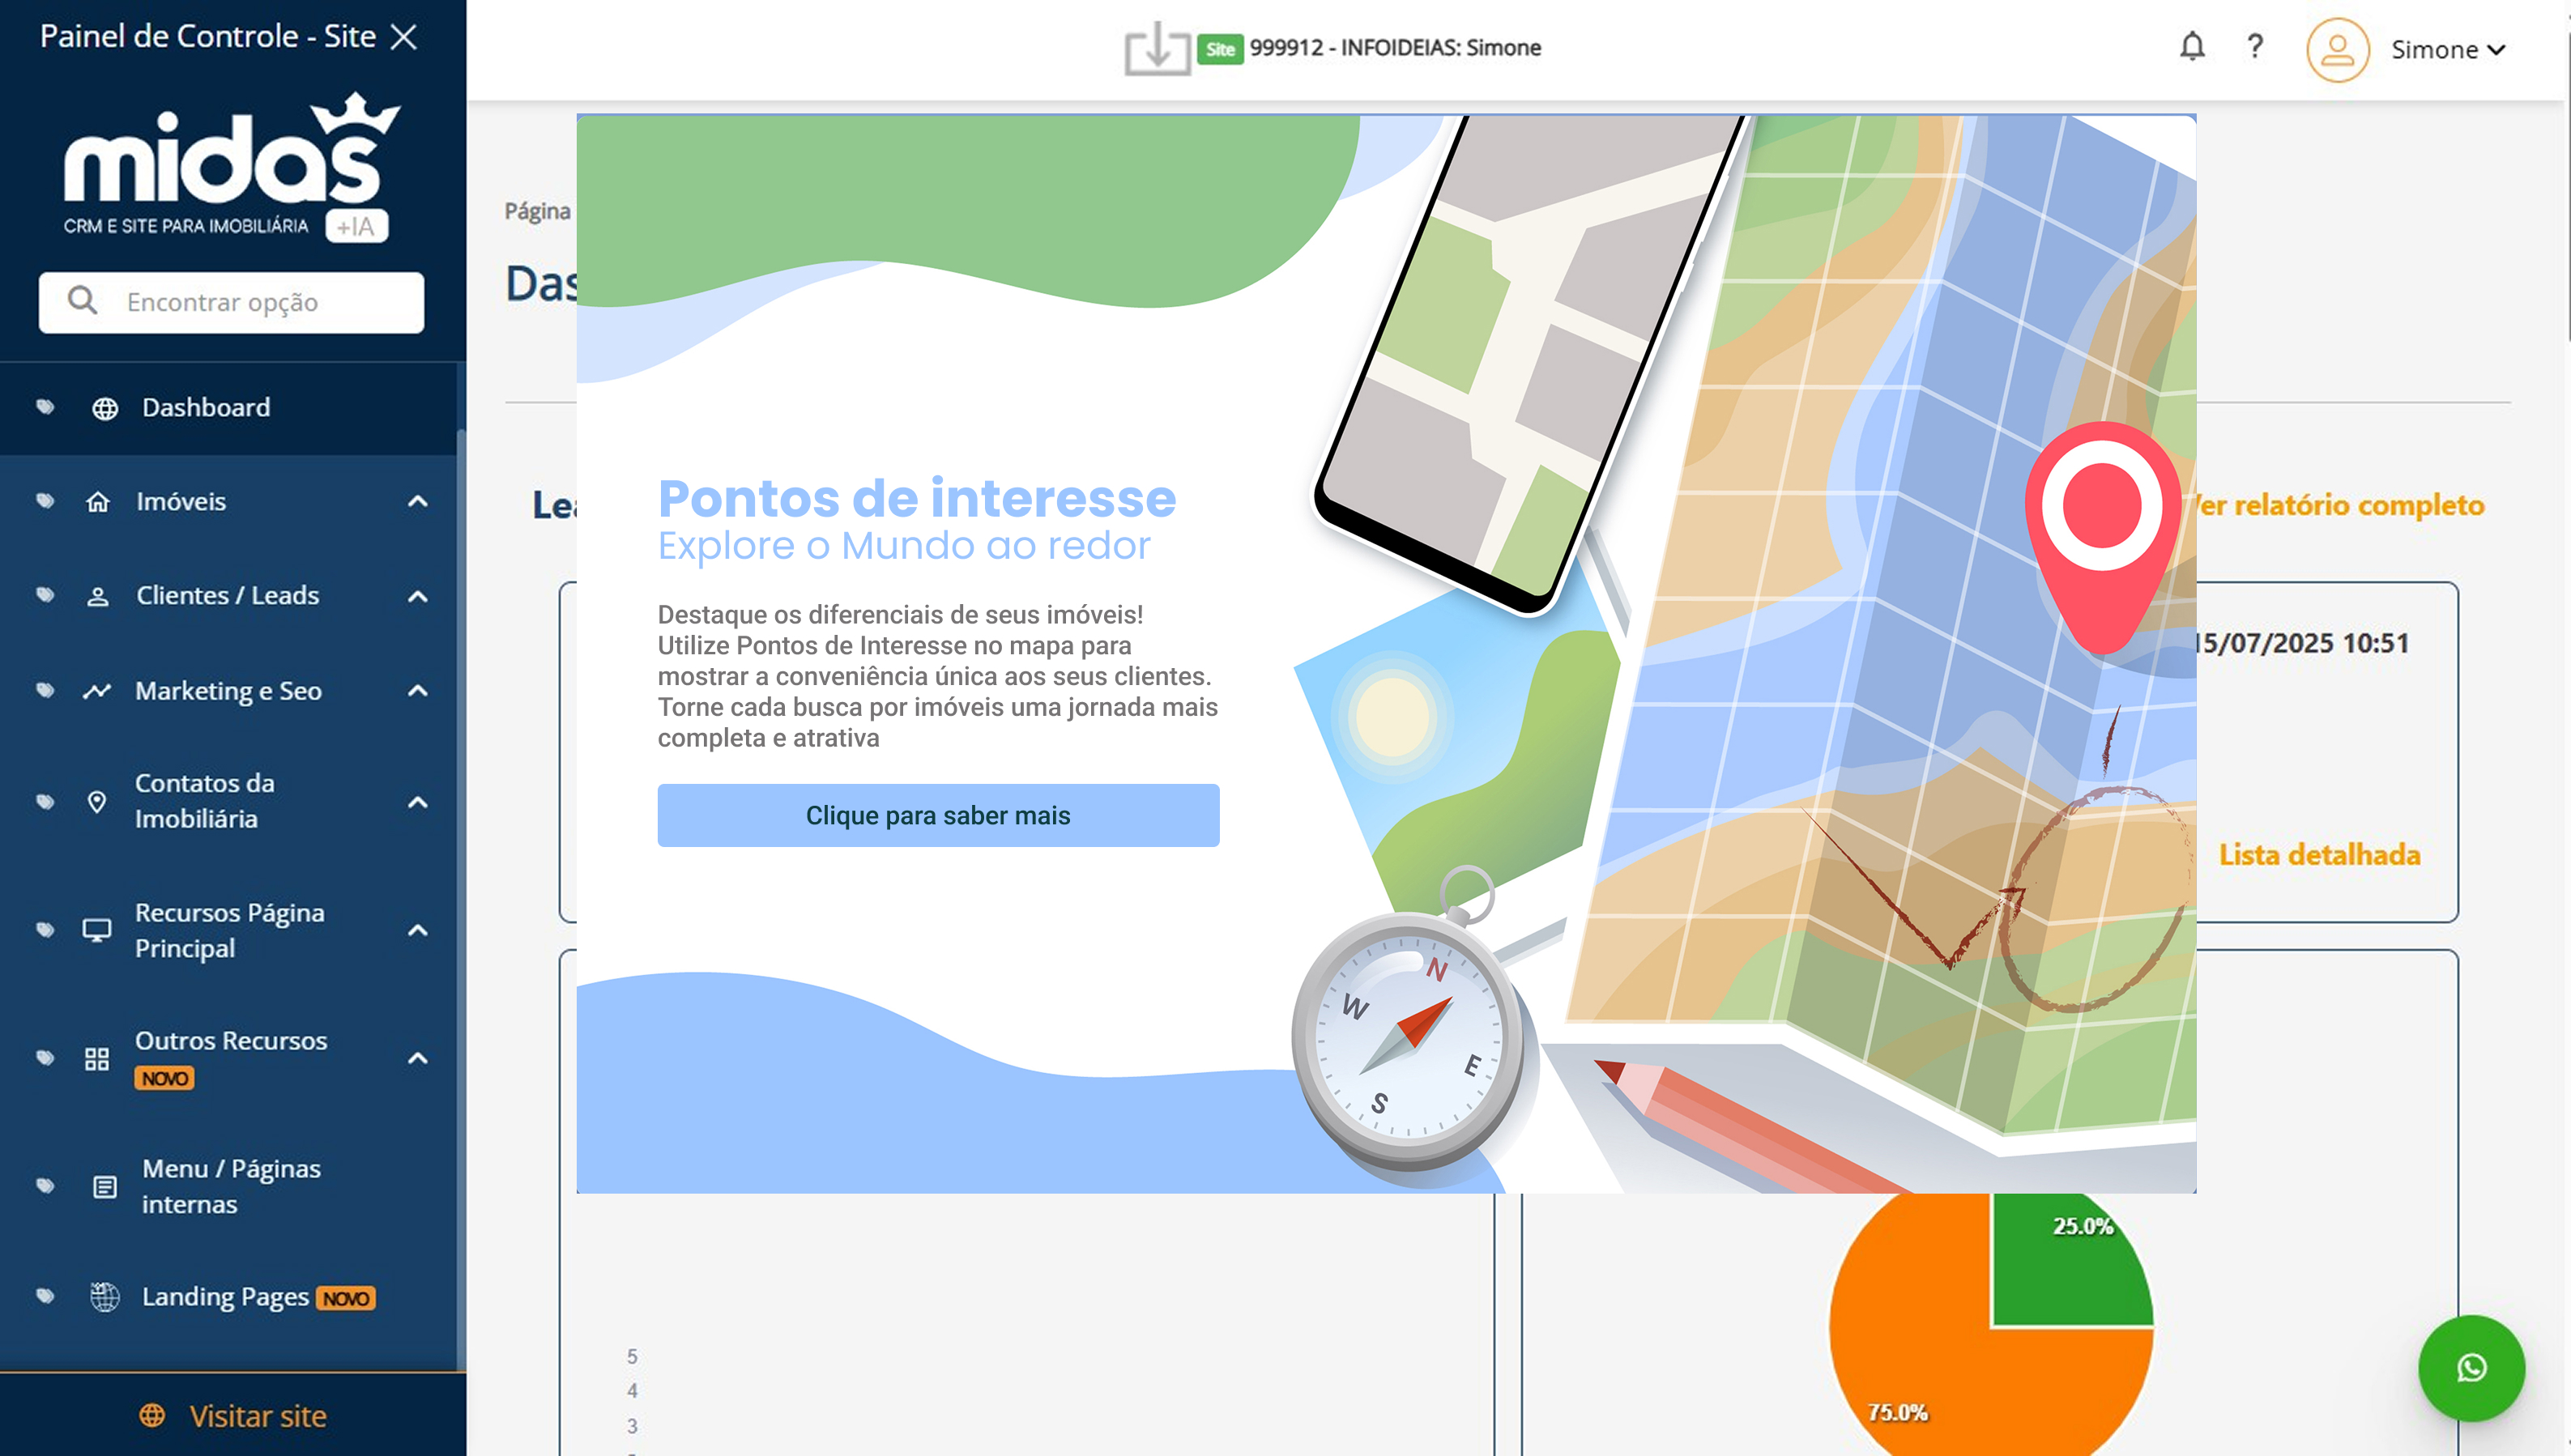 Painel de Controle - Site
midas
CRM E SITE PARA IMOBILIÁRIA +IA
Encontrar opção
Dashboard
Imóveis
Clientes / Leads
Marketing e Seo
Contatos da
Imobiliária
Recursos Página
Principal
Outros Recursos
NOVO
Menu / Páginas
internas
Landing Pages NOVO
Visitar site
Site 999912 - INFOIDEIAS: Simone
? Simone
Página
Pontos de interesse
Explore o Mundo ao redor
Destaque os diferenciais de seus imóveis!
Utilize Pontos de Interesse no mapa para
mostrar a conveniência única aos seus clientes.
Torne cada busca por imóveis uma jornada mais
completa e atrativa
Clique para saber mais
N
W
E
S
Ver relatório completo
15/07/2025 10:51
Lista detalhada
25.0%
75.0%
5
4
3